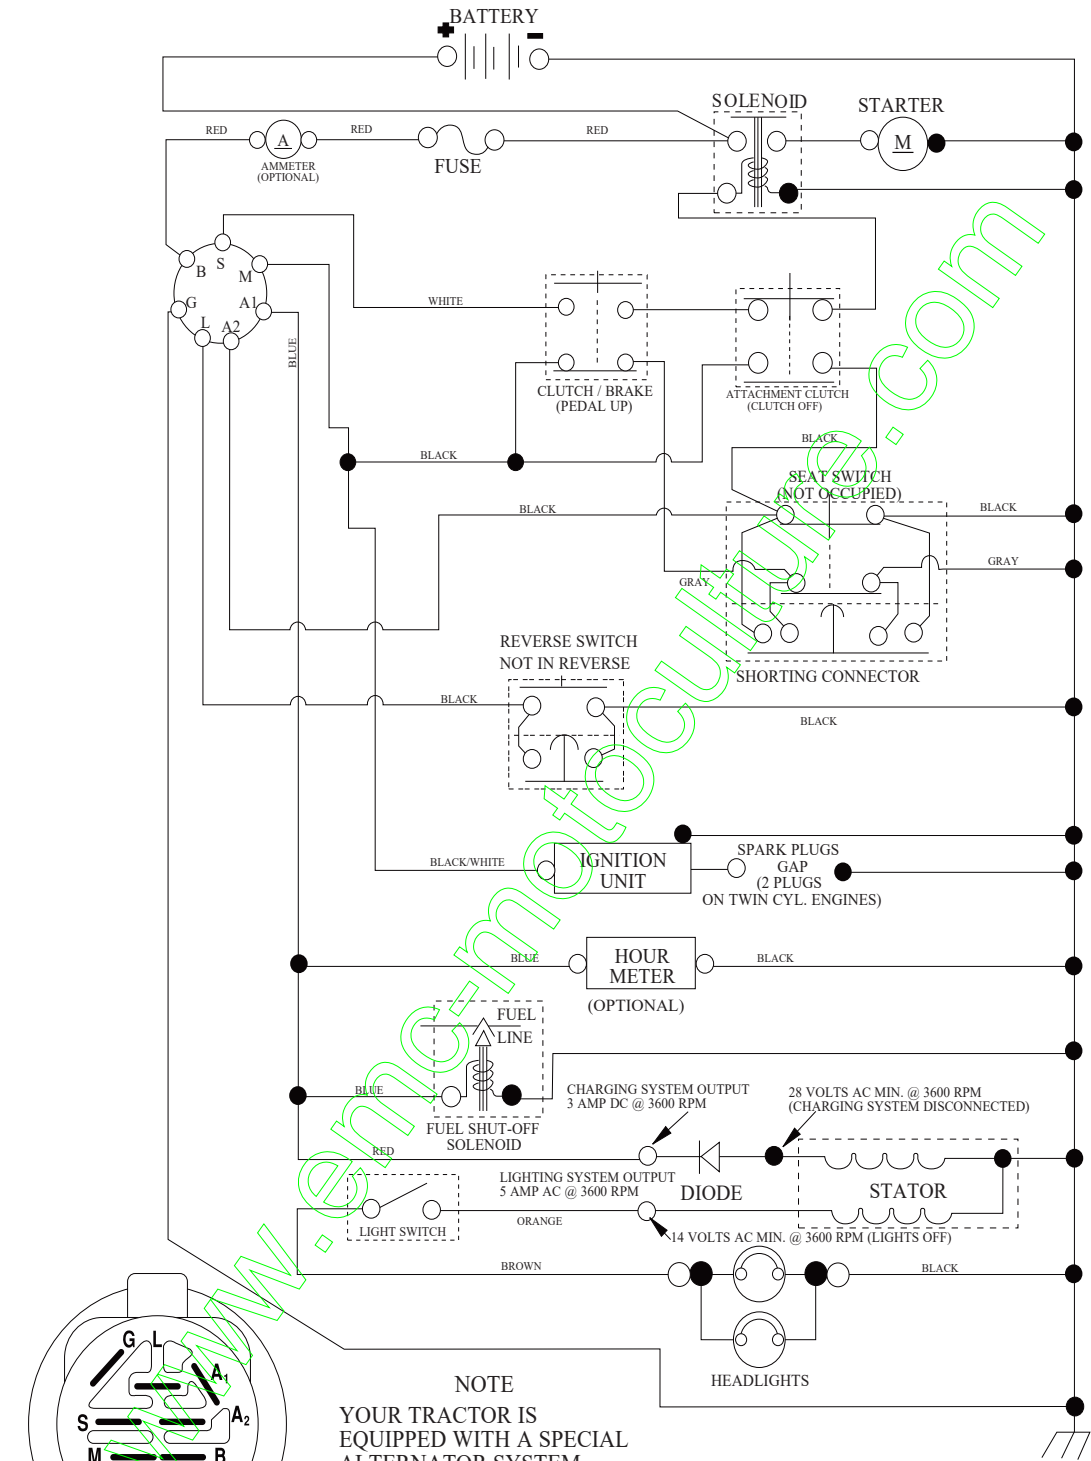 BATTERY
+ -
SOLENOID
STARTER
RED
RED
RED
A
M
FUSE
AMMETER
(OPTIONAL)
B
S
M
G
A1
L
A2
WHITE
BLUE
CLUTCH / BRAKE
(PEDAL UP)
ATTACHMENT CLUTCH
(CLUTCH OFF)
BLACK
BLACK
SEAT SWITCH
(NOT OCCUPIED)
BLACK
BLACK
GRAY
GRAY
REVERSE SWITCH
NOT IN REVERSE
SHORTING CONNECTOR
BLACK
BLACK
BLACK/WHITE
IGNITION
UNIT
SPARK PLUGS
GAP
(2 PLUGS
ON TWIN CYL. ENGINES)
BLUE
HOUR
METER
BLACK
(OPTIONAL)
FUEL
LINE
BLUE
FUEL SHUT-OFF
SOLENOID
CHARGING SYSTEM OUTPUT
3 AMP DC @ 3600 RPM
28 VOLTS AC MIN. @ 3600 RPM
(CHARGING SYSTEM DISCONNECTED)
RED
LIGHTING SYSTEM OUTPUT
5 AMP AC @ 3600 RPM
DIODE
STATOR
ORANGE
LIGHT SWITCH
14 VOLTS AC MIN. @ 3600 RPM (LIGHTS OFF)
BROWN
BLACK
HEADLIGHTS
G L
A1
S
A2
M
B
NOTE
YOUR TRACTOR IS
EQUIPPED WITH A SPECIAL
ALTERNATOR SYSTEM
www.emc-motoculture.com